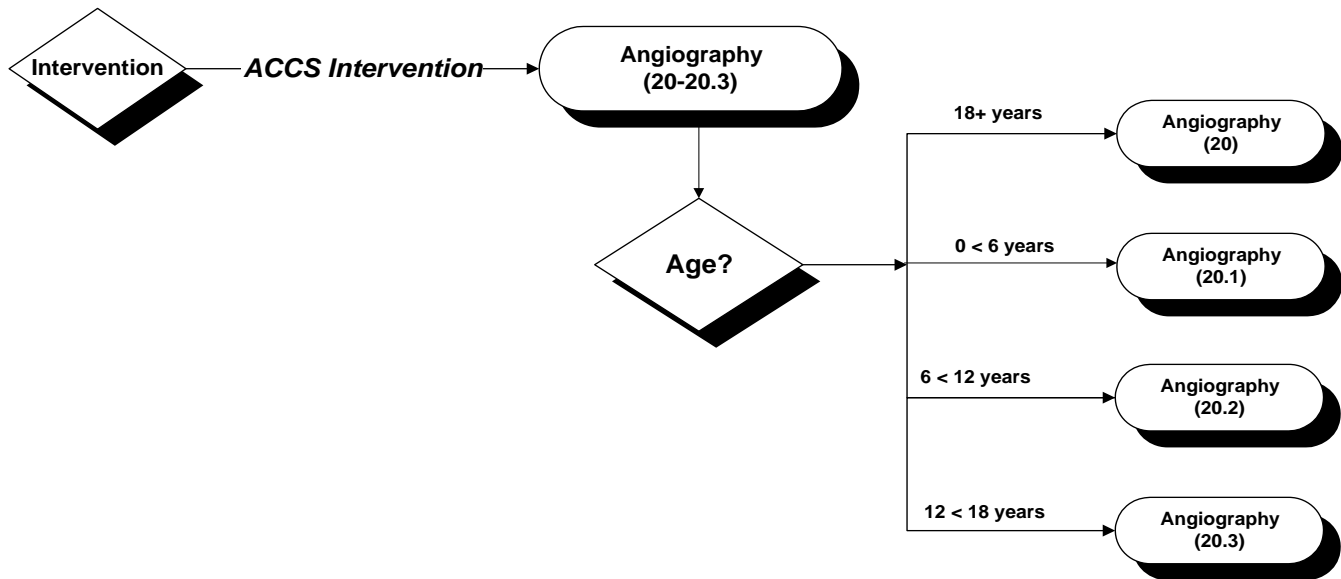 Intervention
ACCS Intervention
Angiography
(20-20.3)
Age?
18+ years
Angiography
(20)
0 < 6 years
Angiography
(20.1)
6 < 12 years
Angiography
(20.2)
12 < 18 years
Angiography
(20.3)